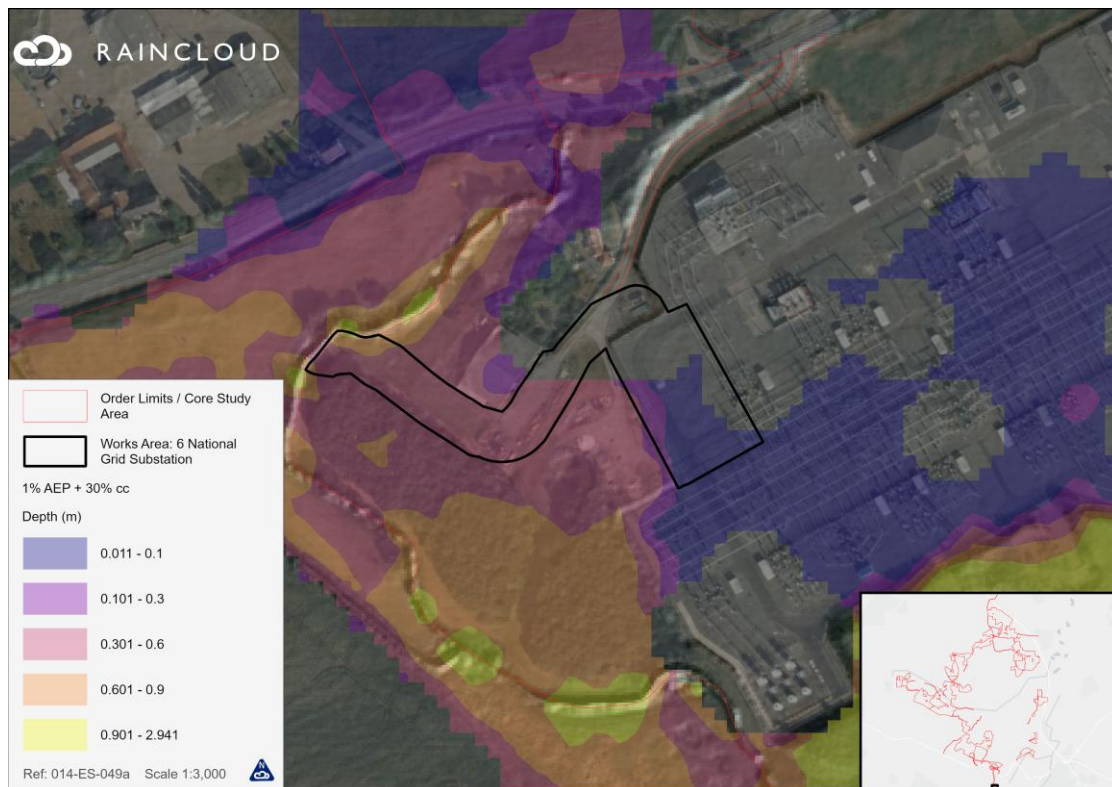 RAINCLOUD
Order Limits / Core Study
Area
Works Area: 6 National
Grid Substation
1% AEP + 30% cc
Depth (m)
0.011 - 0.1
0.101 - 0.3
0.301 - 0.6
0.601 - 0.9
0.901 - 2.941
Ref: 014-ES-049a Scale 1:3,000